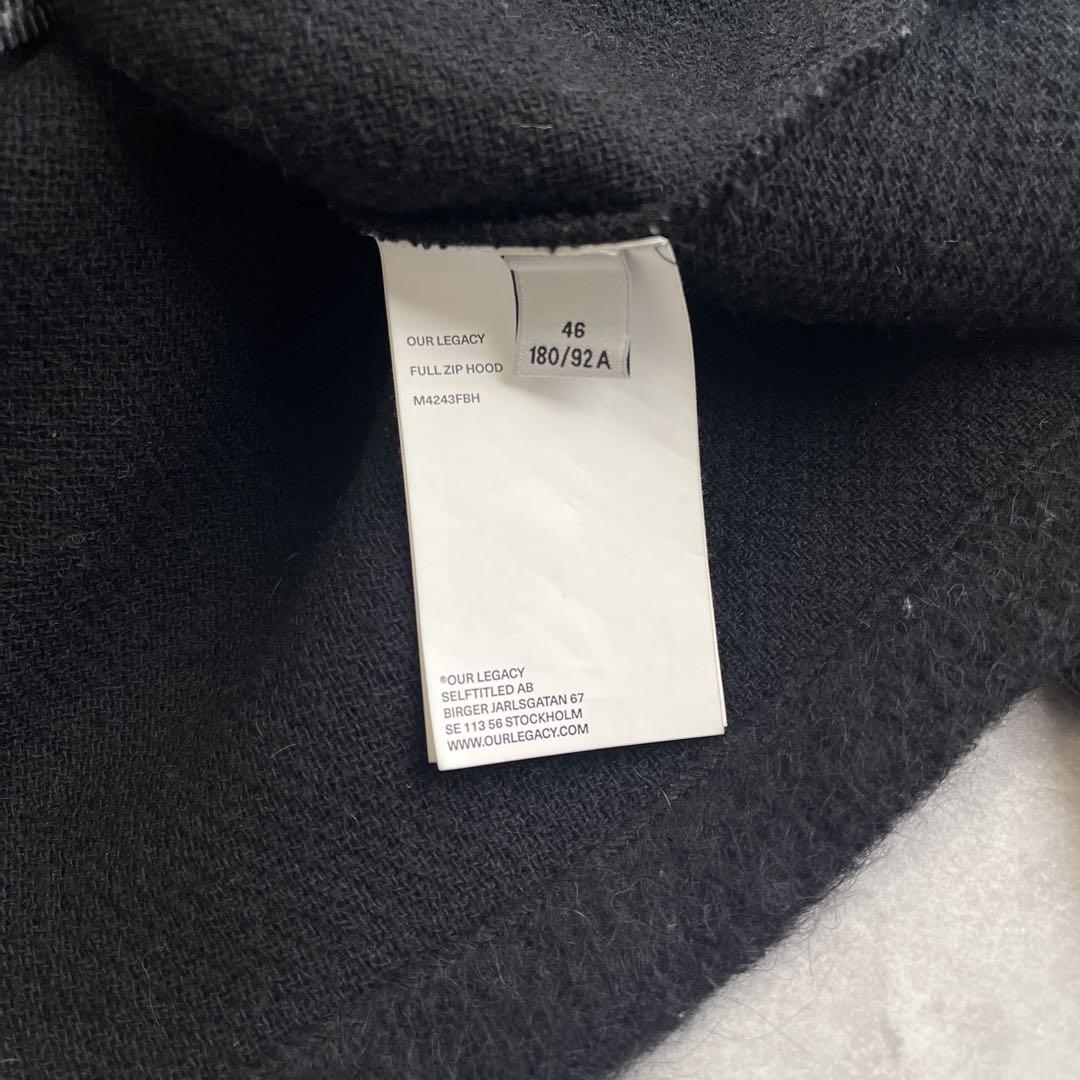 46
180/92 A
OUR LEGACY
FULL ZIP HOOD
M4243FBH
®OUR LEGACY
SELFTITLED AB
BIRGER JARLSGATAN 67
SE 113 56 STOCKHOLM
WWW.OURLEGACY.COM